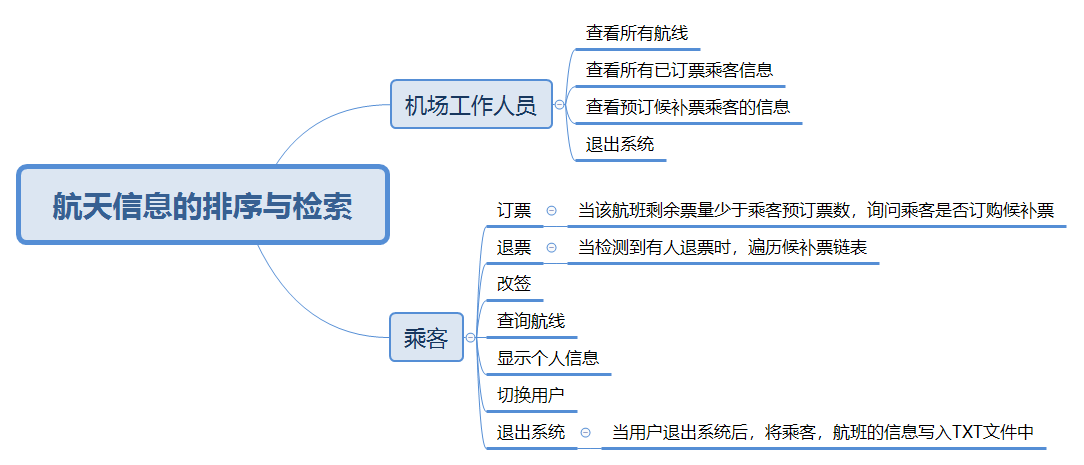 航天信息的排序与检索
机场工作人员
查看所有航线
查看所有已订票乘客信息
查看预订候补票乘客的信息
退出系统
乘客
订票
当该航班剩余票量少于乘客预订票数，询问乘客是否订购候补票
退票
当检测到有人退票时，遍历候补票链表
改签
查询航线
显示个人信息
切换用户
退出系统
当用户退出系统后，将乘客，航班的信息写入TXT文件中